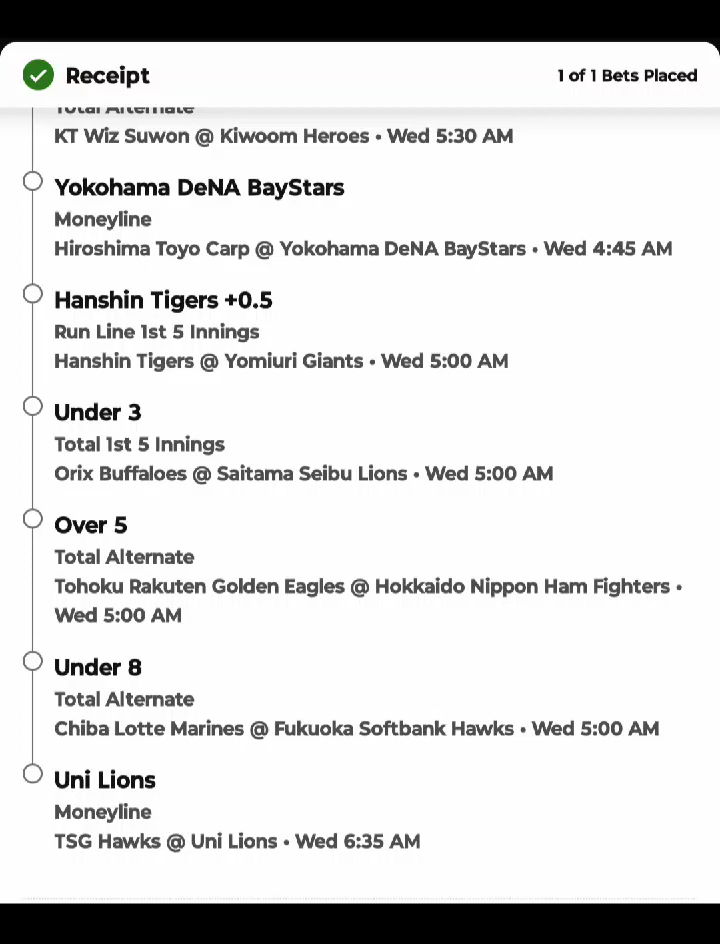 Receipt
1 of 1 Bets Placed
Total Alternate
KT Wiz Suwon @ Kiwoom Heroes • Wed 5:30 AM
Yokohama DeNA BayStars
Moneyline
Hiroshima Toyo Carp @ Yokohama DeNA BayStars • Wed 4:45 AM
Hanshin Tigers +0.5
Run Line 1st 5 Innings
Hanshin Tigers @ Yomiuri Giants • Wed 5:00 AM
Under 3
Total 1st 5 Innings
Orix Buffaloes @ Saitama Seibu Lions • Wed 5:00 AM
Over 5
Total Alternate
Tohoku Rakuten Golden Eagles @ Hokkaido Nippon Ham Fighters •
Wed 5:00 AM
Under 8
Total Alternate
Chiba Lotte Marines @ Fukuoka Softbank Hawks • Wed 5:00 AM
Uni Lions
Moneyline
TSG Hawks @ Uni Lions • Wed 6:35 AM